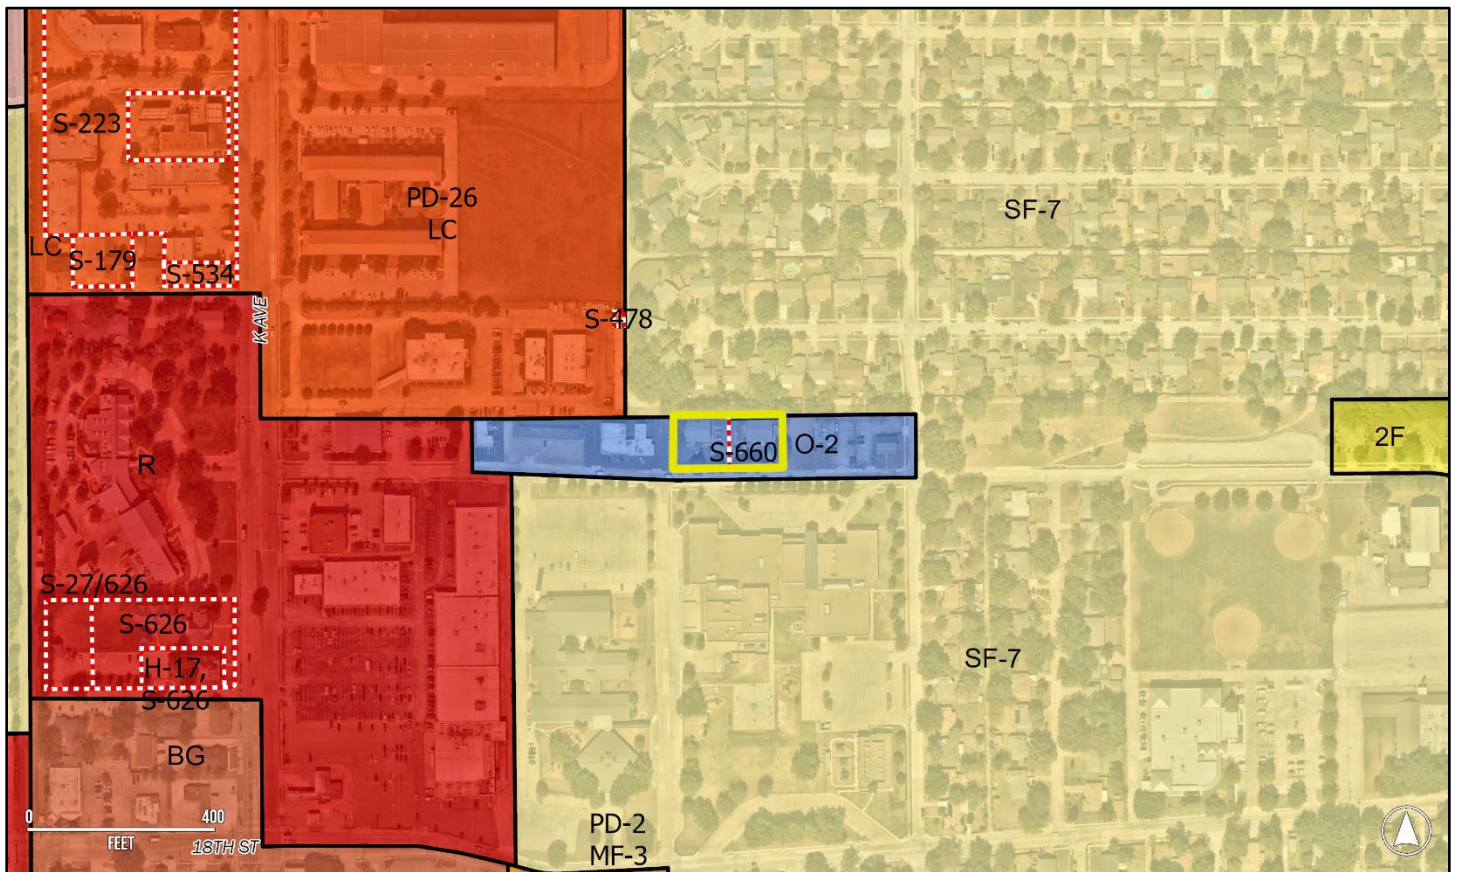 S-223
PD-26
LC
SF-7
LC
S-179
S-534
K AVE
S-478
2F
S-660
O-2
R
S-27/626
S-626
H-17,
S-626
SF-7
BG
0
400
FEET
18TH ST
PD-2
MF-3